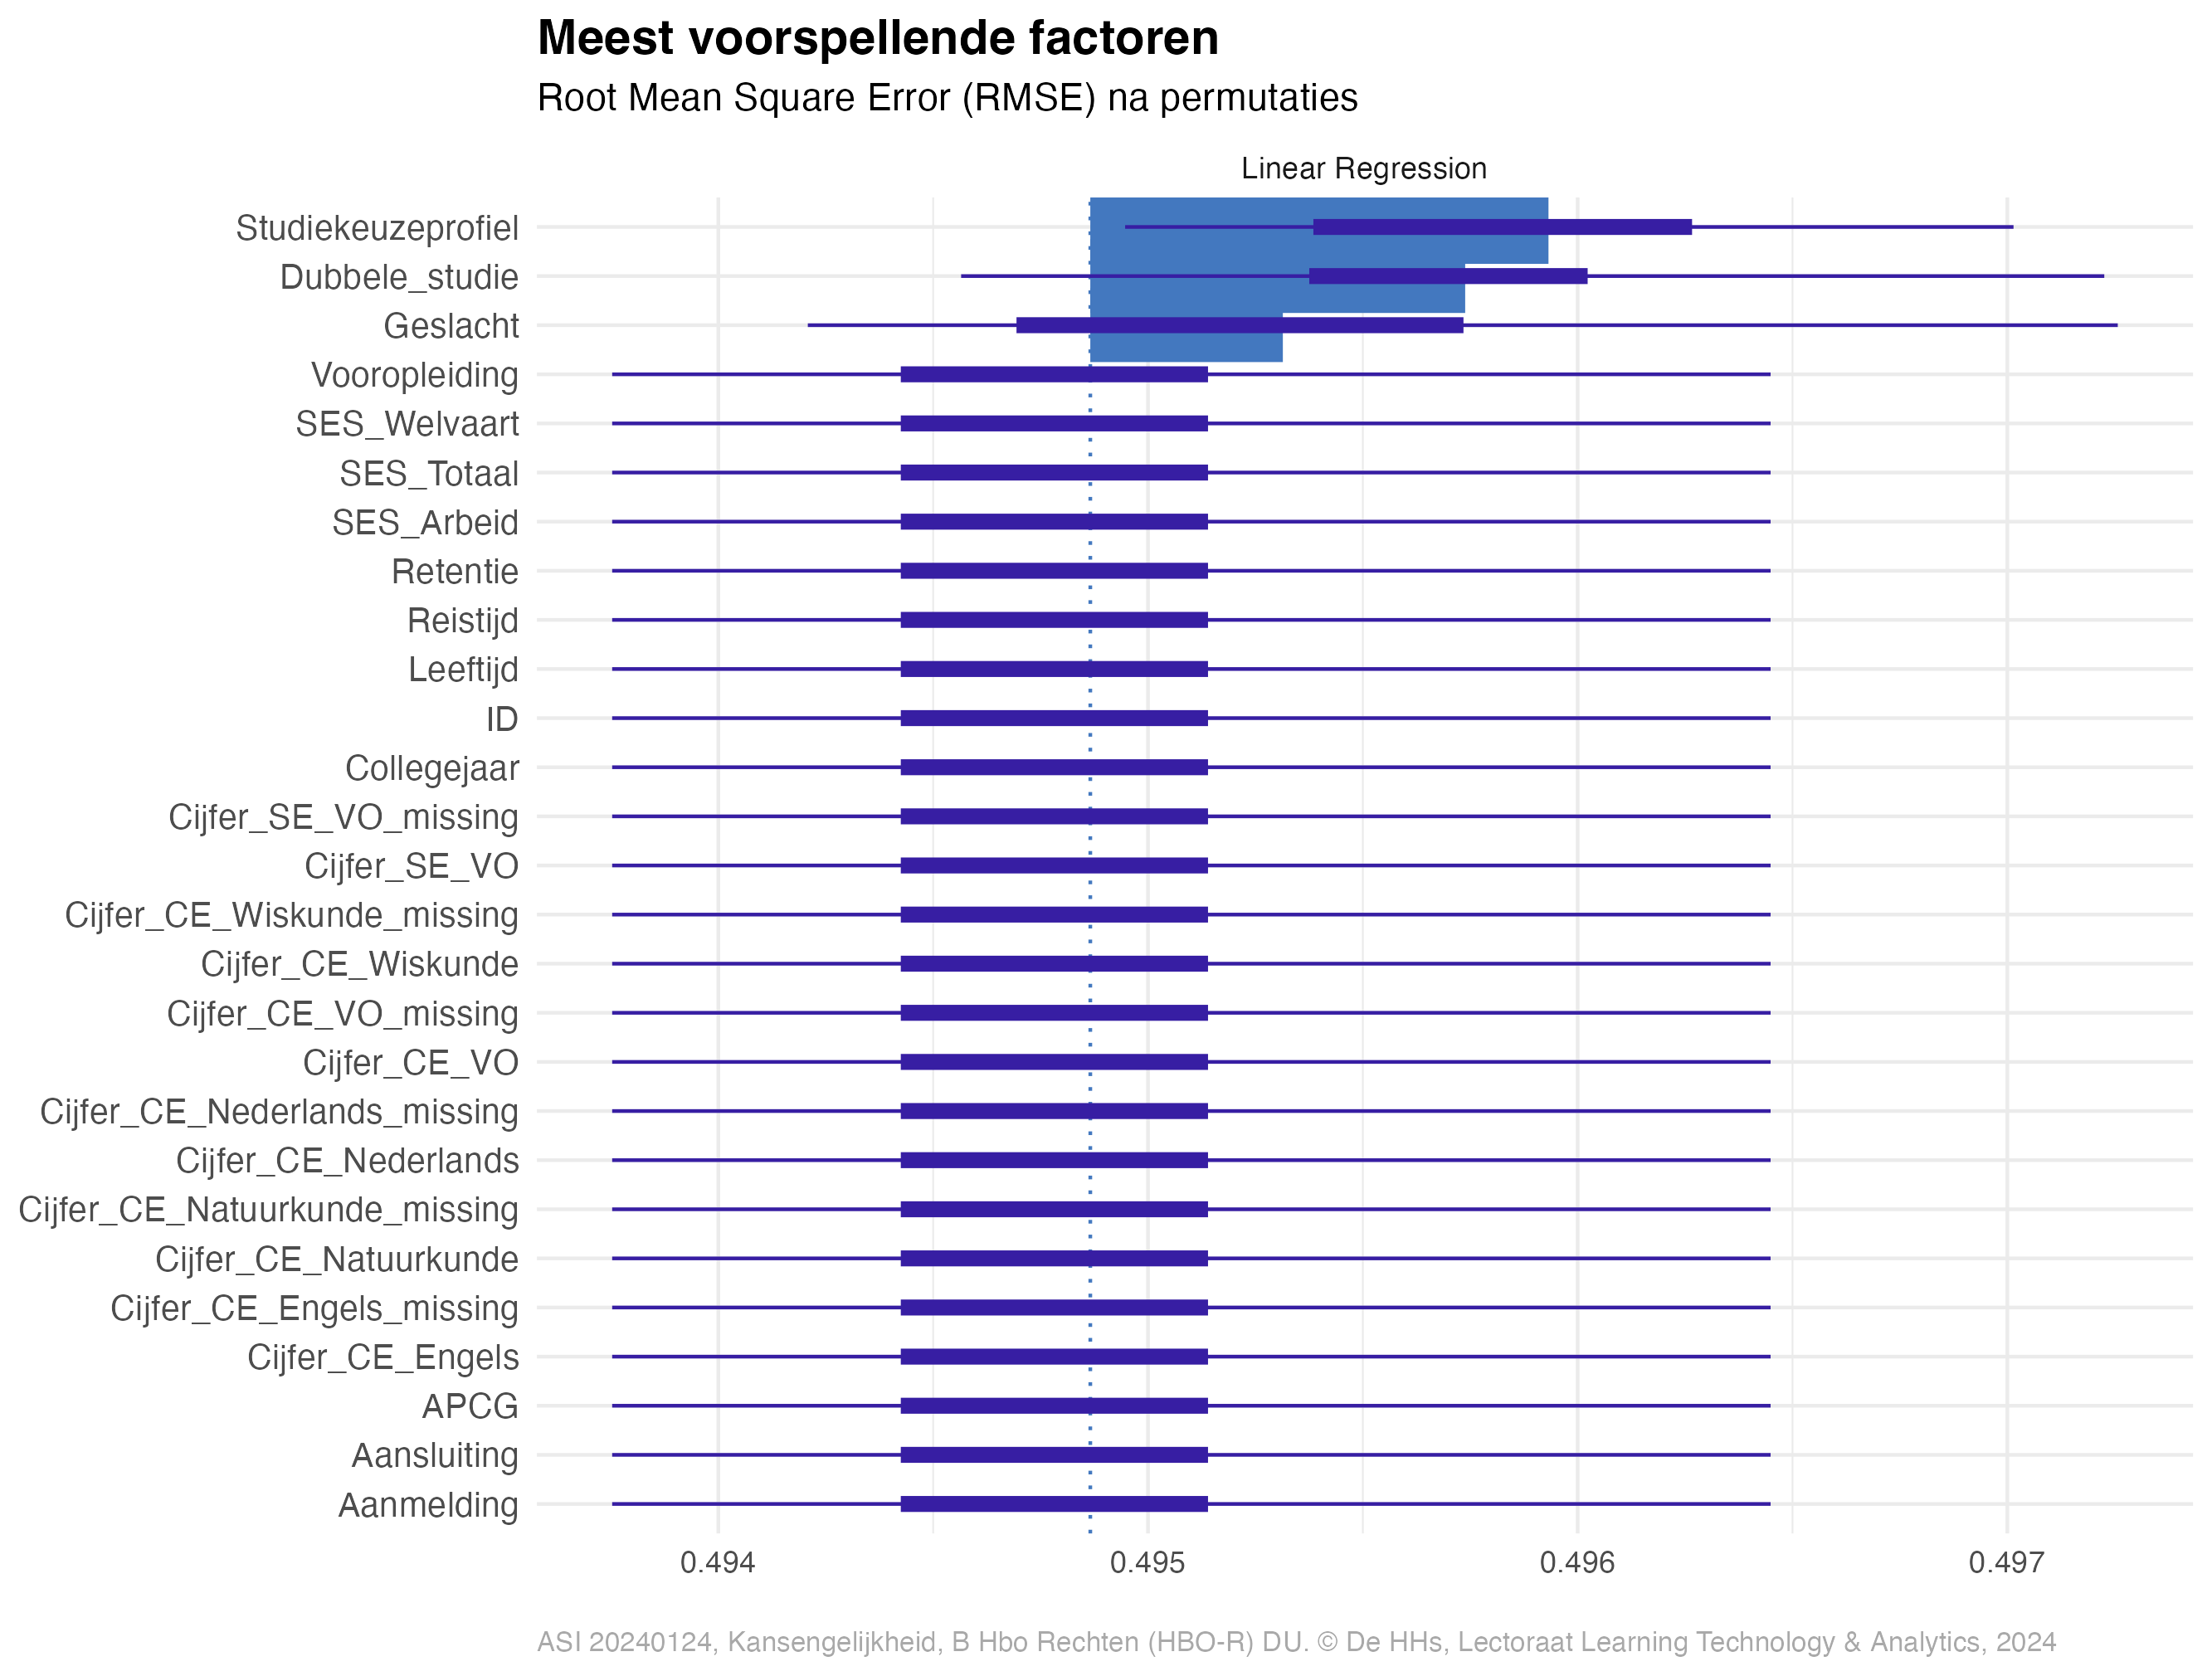 Meest voorspellende factoren
Root Mean Square Error (RMSE) na permutaties
Linear Regression
Studiekeuzeprofiel
Dubbele_studie
Geslacht
Vooropleiding
SES_Welvaart
SES_Totaal
SES_Arbeid
Retentie
Reistijd
Leeftijd
ID
Collegejaar
Cijfer_SE_VO_missing
Cijfer_SE_VO
Cijfer_CE_Wiskunde_missing
Cijfer_CE_Wiskunde
Cijfer_CE_VO_missing
Cijfer_CE_VO
Cijfer_CE_Nederlands_missing
Cijfer_CE_Nederlands
Cijfer_CE_Natuurkunde_missing
Cijfer_CE_Natuurkunde
Cijfer_CE_Engels_missing
Cijfer_CE_Engels
APCG
Aansluiting
Aanmelding
0.494 0.495 0.496 0.497
ASI 20240124, Kansengelijkheid, B Hbo Rechten (HBO-R) DU. © De HHs, Lectoraat Learning Technology & Analytics, 2024